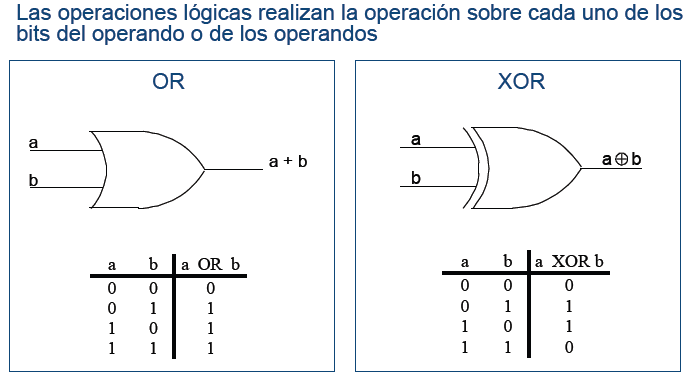 Las operaciones lógicas realizan la operación sobre cada uno de los
bits del operando o de los operandos
OR
a
b
a + b
a b a OR b
0 0 0
0 1 1
1 0 1
1 1 1
XOR
a
b
a⊕b
a b a XOR b
0 0 0
0 1 1
1 0 1
1 1 0